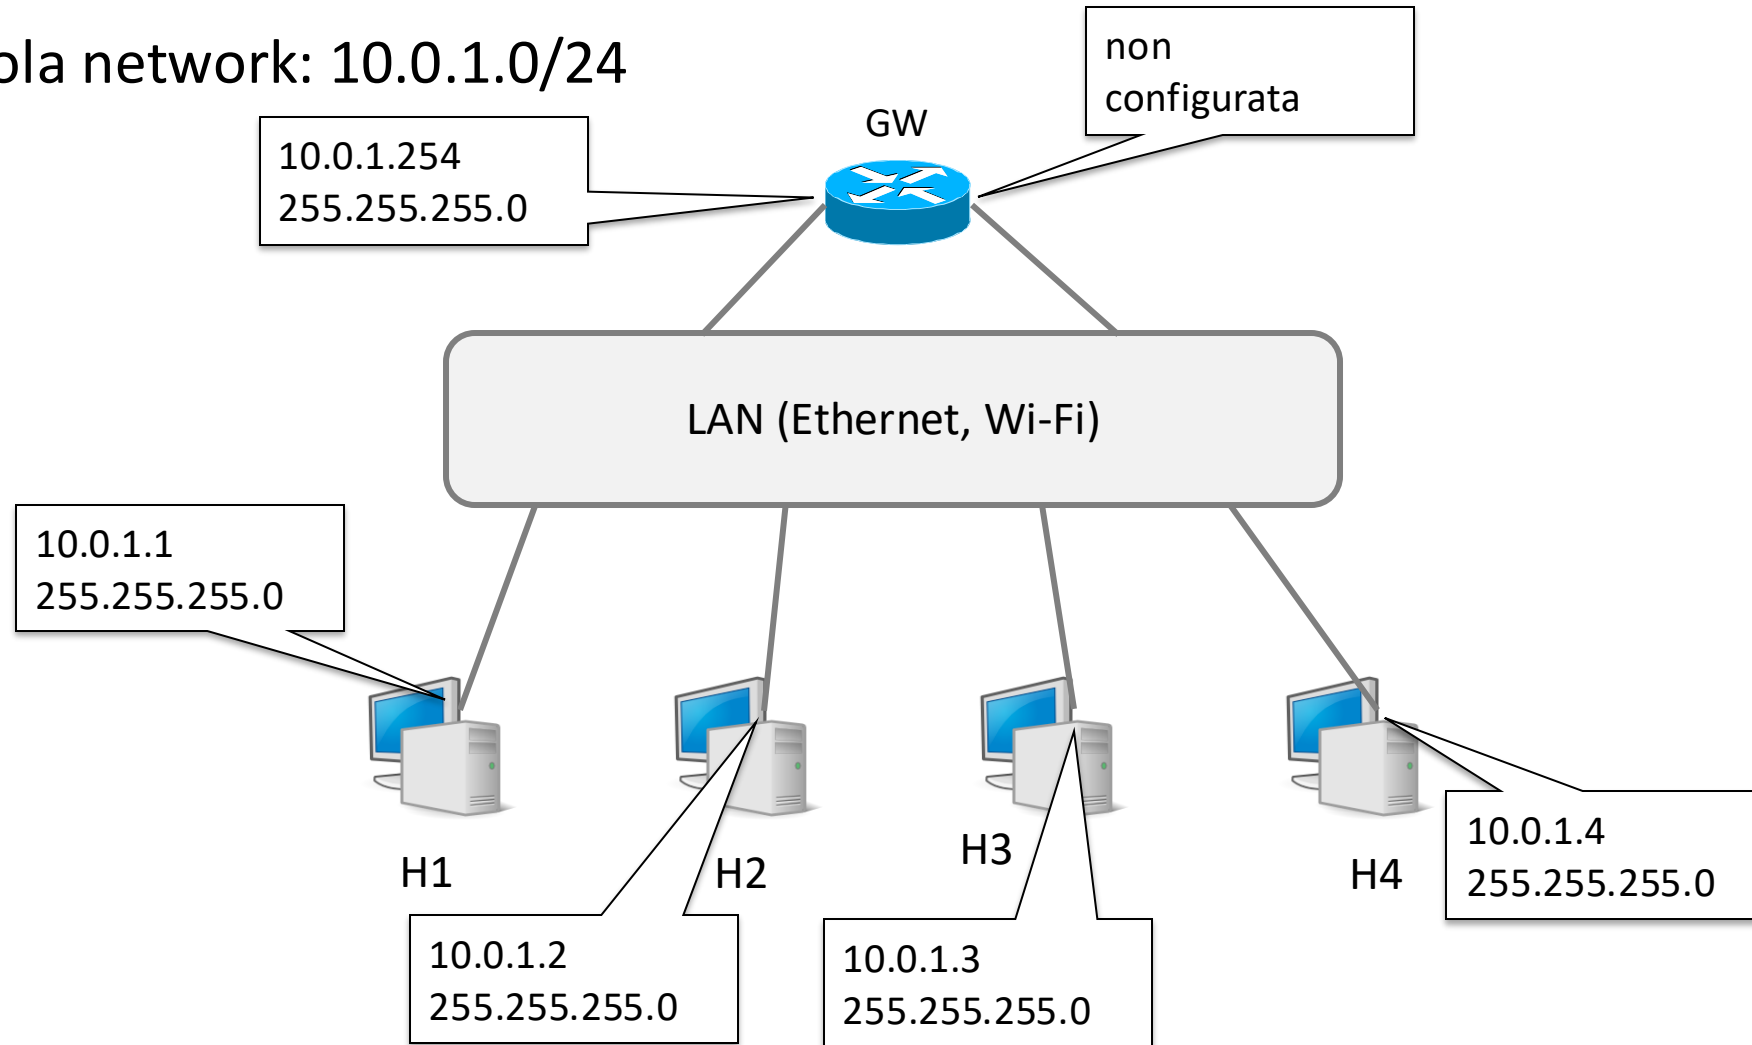 ola network: 10.0.1.0/24
non
configurata
GW
10.0.1.254
255.255.255.0
LAN (Ethernet, Wi-Fi)
10.0.1.1
255.255.255.0
H1
H2
H3
H4
10.0.1.4
255.255.255.0
10.0.1.2
255.255.255.0
10.0.1.3
255.255.255.0